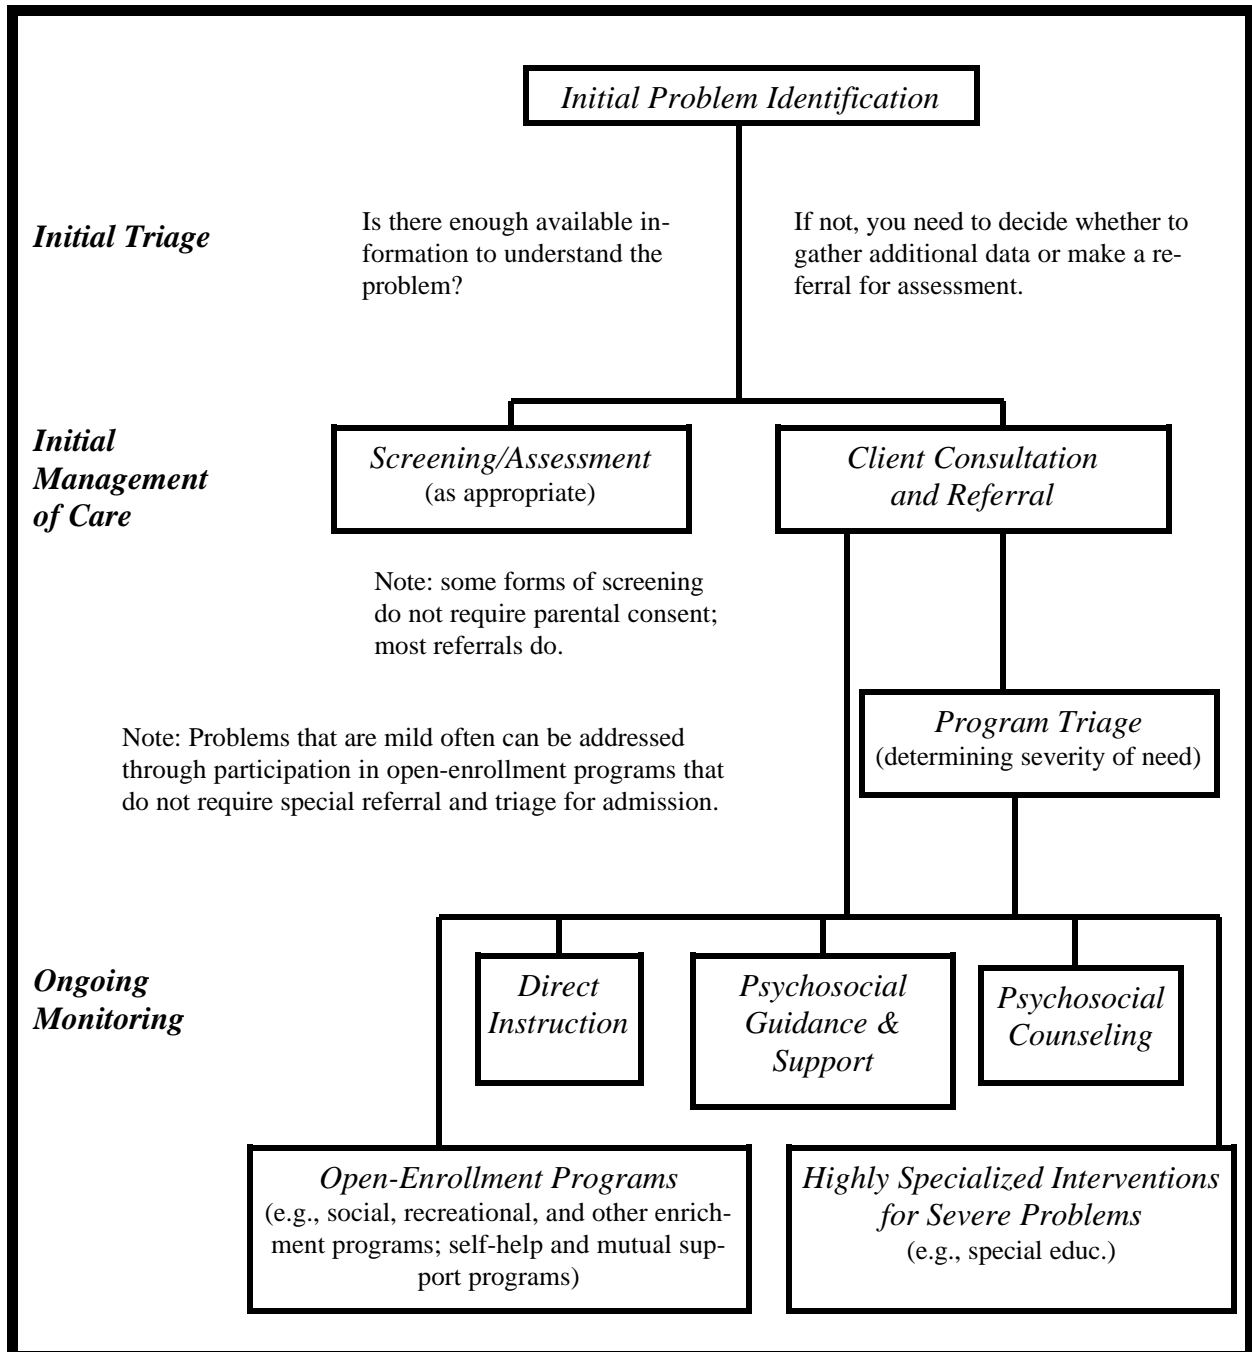 Initial Problem Identification
Initial Triage
Is there enough available in-
formation to understand the
problem?
If not, you need to decide whether to
gather additional data or make a re-
ferral for assessment.
Initial
Management
of Care
Screening/Assessment
(as appropriate)
Client Consultation
and Referral
Note: some forms of screening
do not require parental consent;
most referrals do.
Program Triage
(determining severity of need)
Note: Problems that are mild often can be addressed
through participation in open-enrollment programs that
do not require special referral and triage for admission.
Ongoing
Monitoring
Direct
Instruction
Psychosocial
Guidance &
Support
Psychosocial
Counseling
Open-Enrollment Programs
(e.g., social, recreational, and other enrich-
ment programs; self-help and mutual sup-
port programs)
Highly Specialized Interventions
for Severe Problems
(e.g., special educ.)